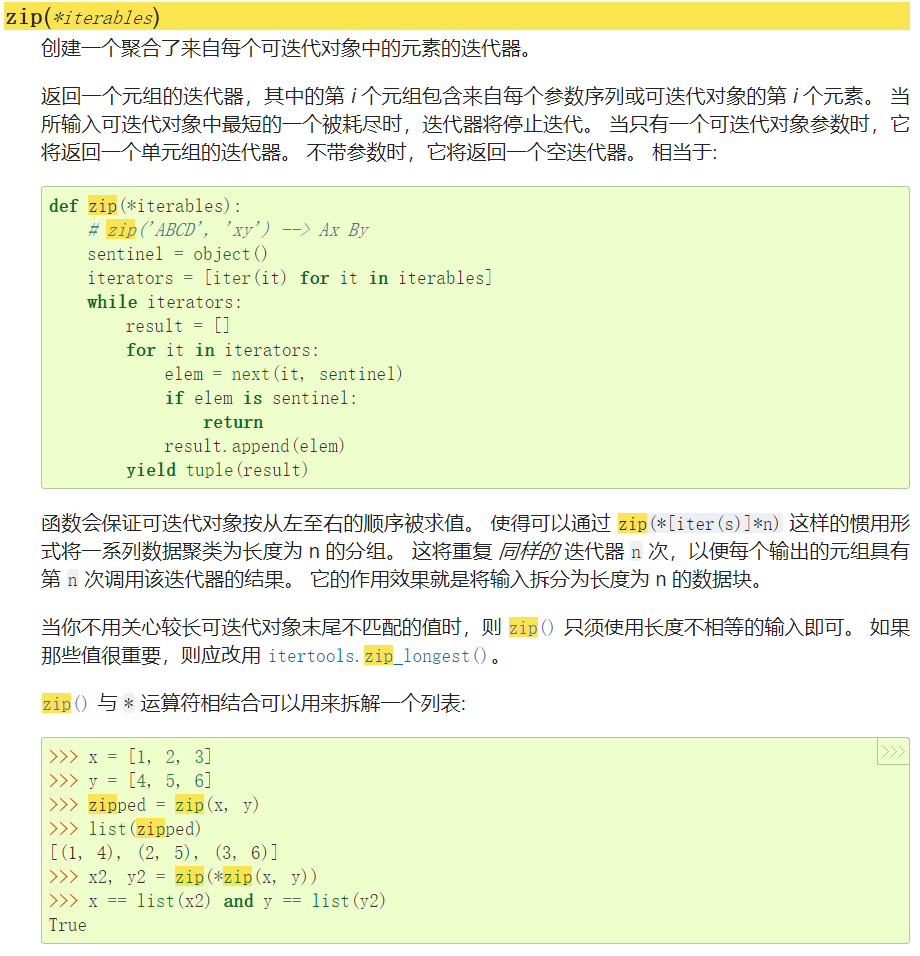 zip(*iterables)
创建一个聚合了来自每个可迭代对象中的元素的迭代器。
返回一个元组的迭代器，其中的第 i 个元组包含来自每个参数序列或可迭代对象的第 i 个元素。 当
所输入可迭代对象中最短的一个被耗尽时，迭代器将停止迭代。 当只有一个可迭代对象参数时，它
将返回一个单元组的迭代器。 不带参数时，它将返回一个空迭代器。 相当于:
def zip(*iterables):
    # zip('ABCD', 'xy') --> Ax By
    sentinel = object()
    iterators = [iter(it) for it in iterables]
    while iterators:
        result = []
        for it in iterators:
            elem = next(it, sentinel)
            if elem is sentinel:
                return
            result.append(elem)
        yield tuple(result)
函数会保证可迭代对象按从左至右的顺序被求值。 使得可以通过 zip(*[iter(s)]*n) 这样的惯用形
式将一系列数据聚类为长度为 n 的分组。 这将重复 同样的 迭代器 n 次，以便每个输出的元组具有
第 n 次调用该迭代器的结果。 它的作用效果就是将输入拆分为长度为 n 的数据块。
当你不用关心较长可迭代对象末尾不匹配的值时，则 zip() 只须使用长度不相等的输入即可。 如果
那些值很重要，则应改用 itertools.zip_longest()。
zip() 与 * 运算符相结合可以用来拆解一个列表:
>>>
>>> x = [1, 2, 3]
>>> y = [4, 5, 6]
>>> zipped = zip(x, y)
>>> list(zipped)
[(1, 4), (2, 5), (3, 6)]
>>> x2, y2 = zip(*zip(x, y))
>>> x == list(x2) and y == list(y2)
True